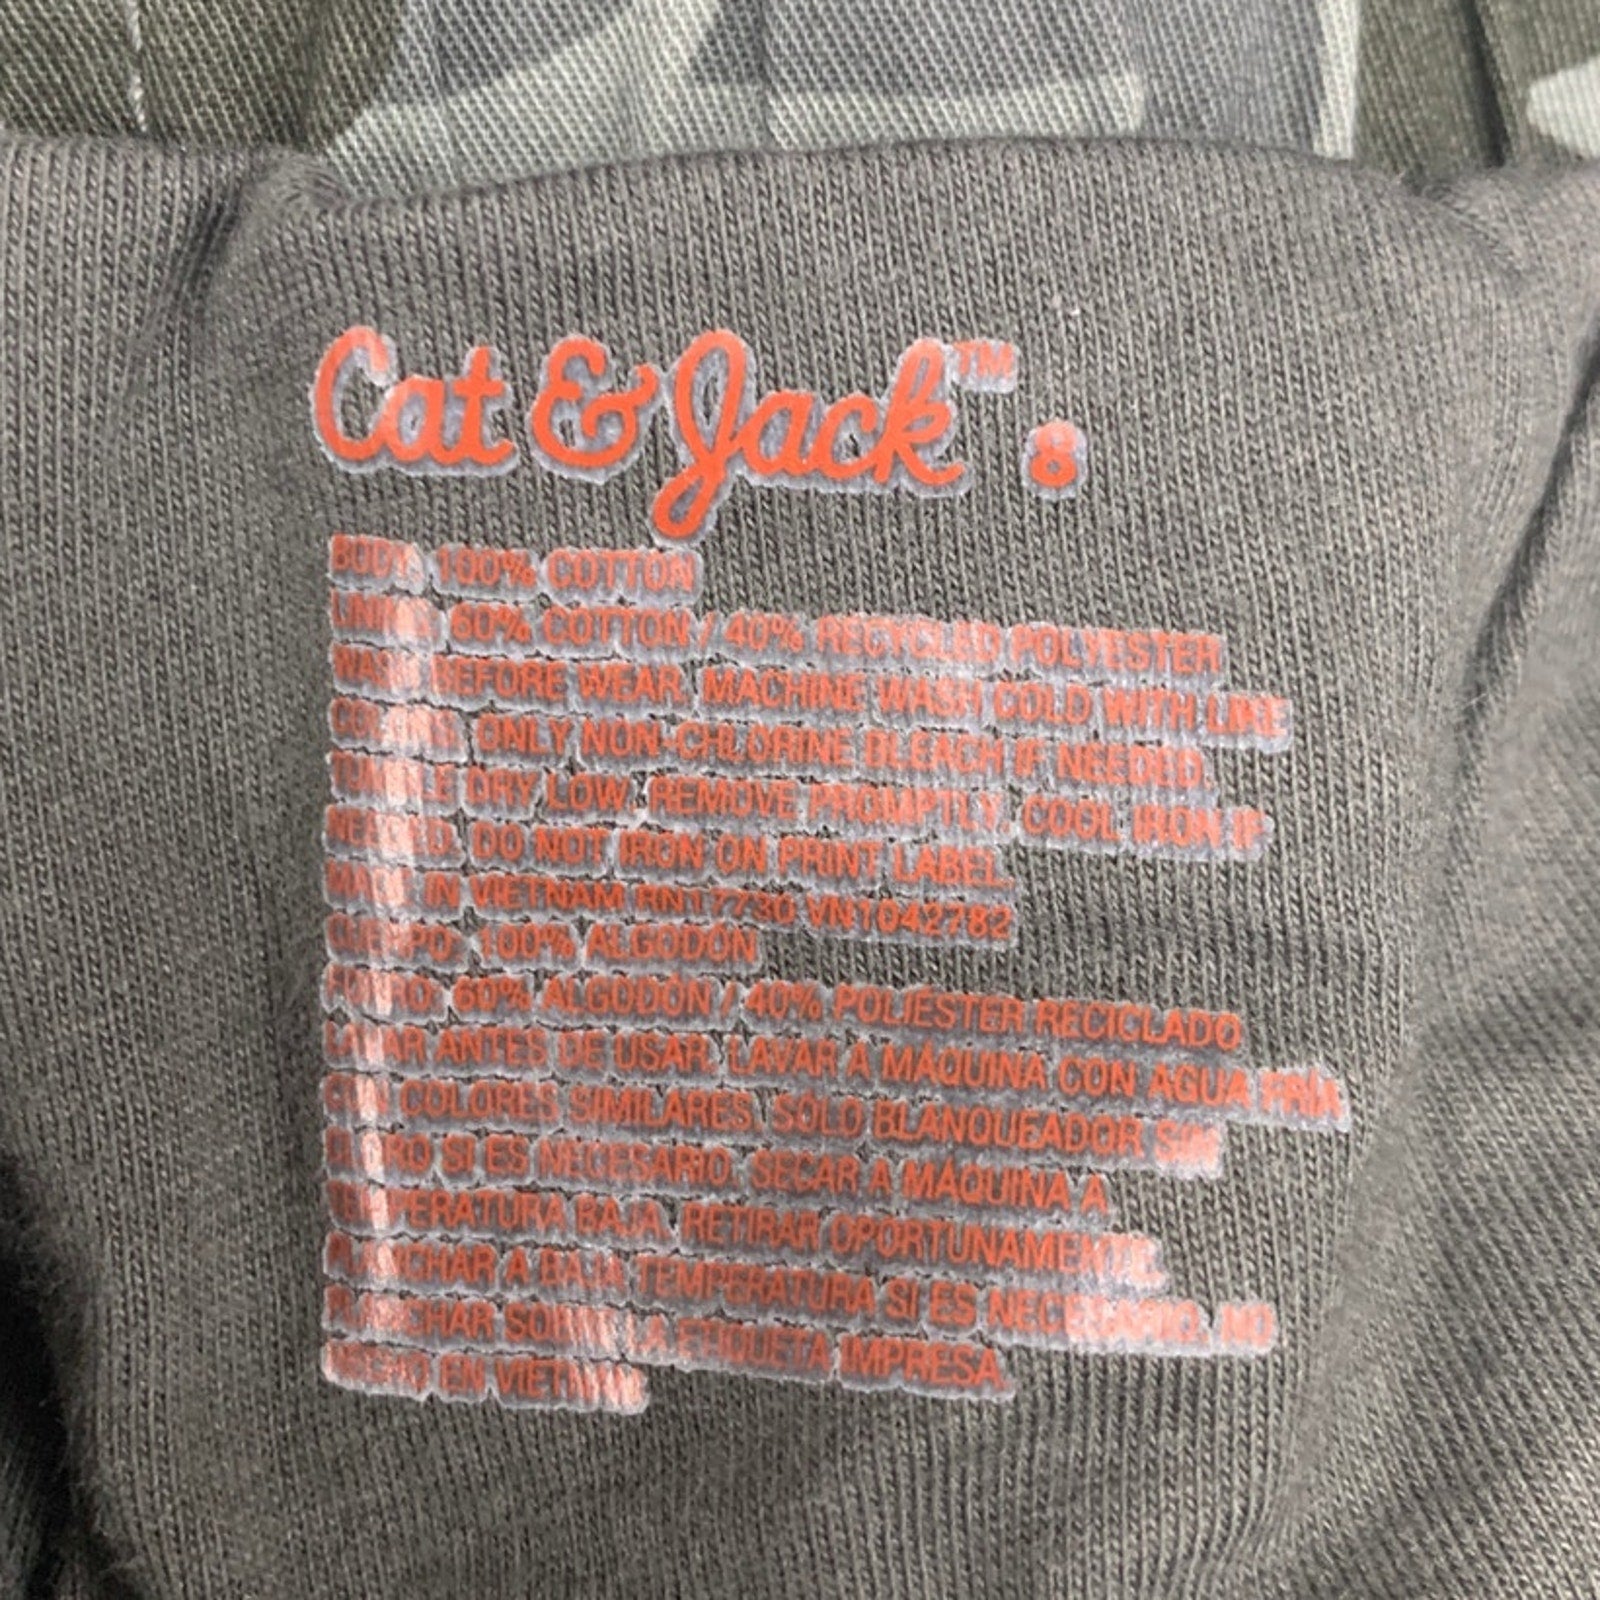 Cat & Jack™ 8
BODY: 100% COTTON
LINING: 60% COTTON / 40% RECYCLED POLYESTER
WASH BEFORE WEAR. MACHINE WASH COLD WITH LIKE
COLORS. ONLY NON-CHLORINE BLEACH IF NEEDED.
TUMBLE DRY LOW. REMOVE PROMPTLY. COOL IRON IF
NEEDED. DO NOT IRON ON PRINT LABEL.
MADE IN VIETNAM RN17730 VN1042782
CUERPO: 100% ALGODÓN
FORRO: 60% ALGODÓN / 40% POLIÉSTER RECICLADO
LAVAR ANTES DE USAR. LAVAR A MÁQUINA CON AGUA FRÍA
CON COLORES SIMILARES. SÓLO BLANQUEADOR SIN
CLORO SI ES NECESARIO. SECAR A MÁQUINA A
TEMPERATURA BAJA. RETIRAR OPORTUNAMENTE.
PLANCHAR A BAJA TEMPERATURA SI ES NECESARIO. NO
PLANCHAR SOBRE LA ETIQUETA IMPRESA.
HECHO EN VIETNAM